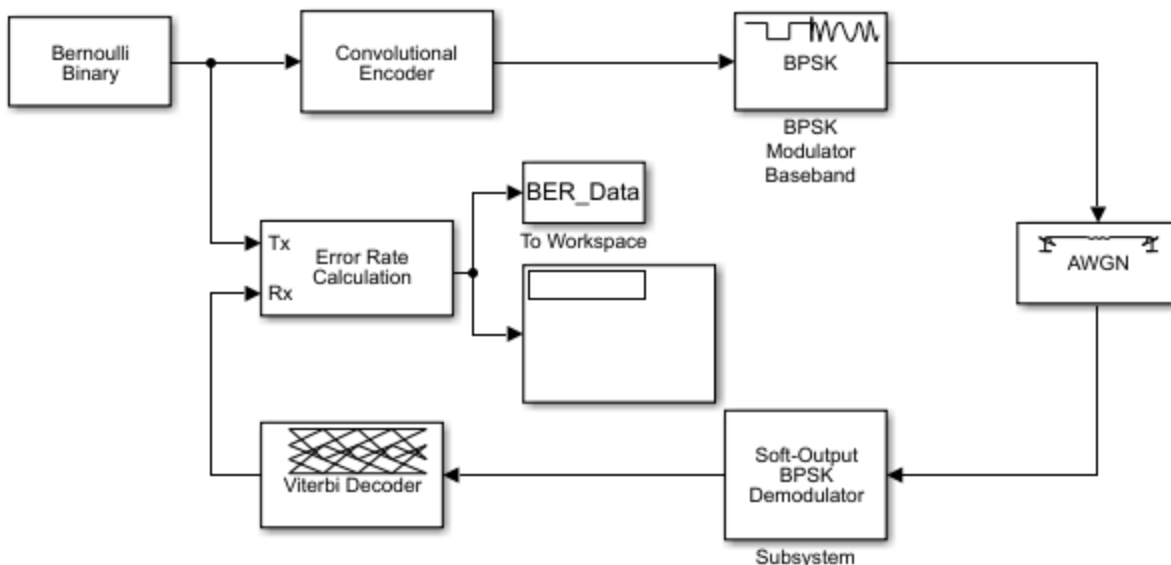 Bernoulli
Binary
Convolutional
Encoder
BPSK
BPSK
Modulator
Baseband
BER_Data
To Workspace
Tx
Rx
Error Rate
Calculation
AWGN
Viterbi Decoder
Soft-Output
BPSK
Demodulator
Subsystem